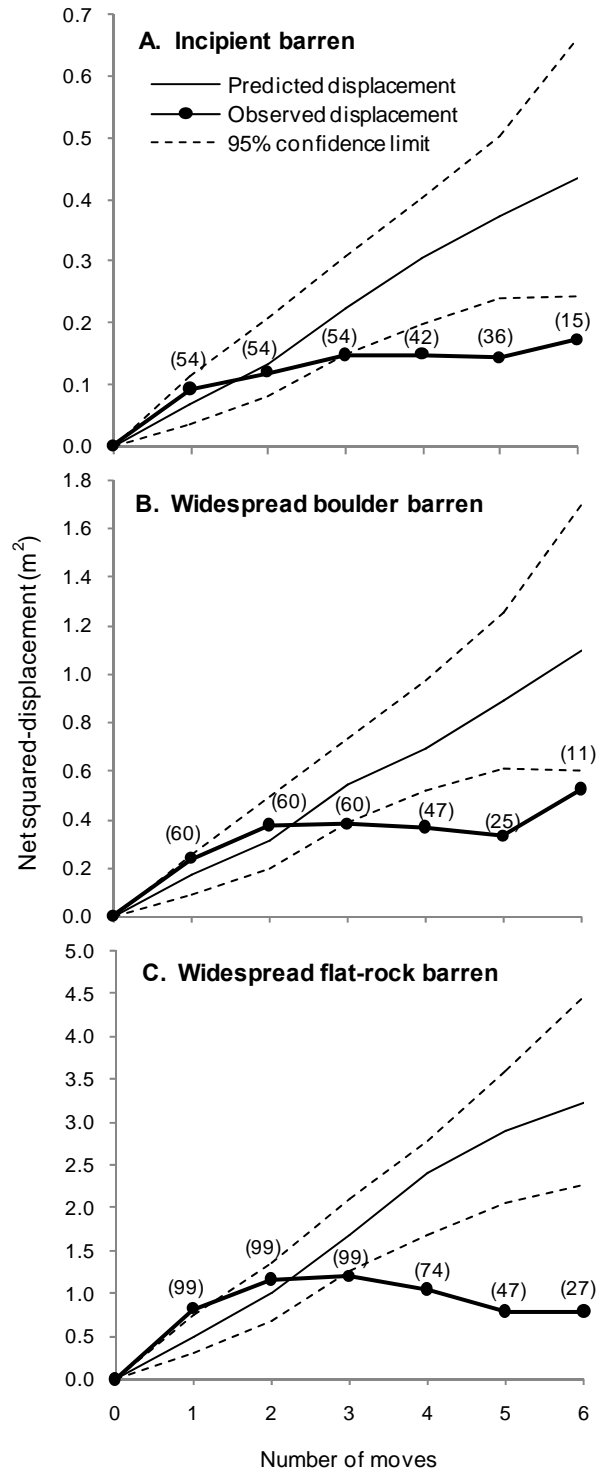 0.7
A. Incipient barren
0.6
Predicted displacement
Observed displacement
0.5
95% confidence limit
0.4
0.3
0.2
(54) (54) (54) (42) (36) (15)
0.1
0.0
1.8
B. Widespread boulder barren
1.6
1.4
1.2
1.0
0.8
(11)
0.6
(60) (60) (60) (47) (25)
0.4
0.2
0.0
Net squared-displacement (m²)
5.0
C. Widespread flat-rock barren
4.5
4.0
3.5
3.0
2.5
2.0
1.5
(99) (99) (99) (74) (47) (27)
1.0
0.5
0.0
0 1 2 3 4 5 6
Number of moves